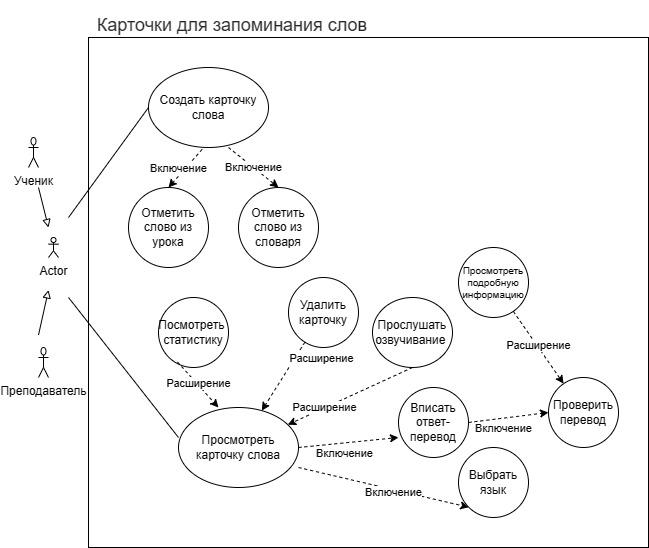 Карточки для запоминания слов
Создать карточку
слова
Ученик
Включение
Включение
Отметить
слово из
урока
Отметить
слово из
словаря
Actor
Просмотреть
подробную
информацию
Посмотреть
статистику
Удалить
карточку
Прослушать
озвучивание
Расширение
Расширение
Преподаватель
Расширение
Расширение
Вписать
ответ-
перевод
Проверить
перевод
Включение
Просмотреть
карточку слова
Включение
Выбрать
язык
Включение